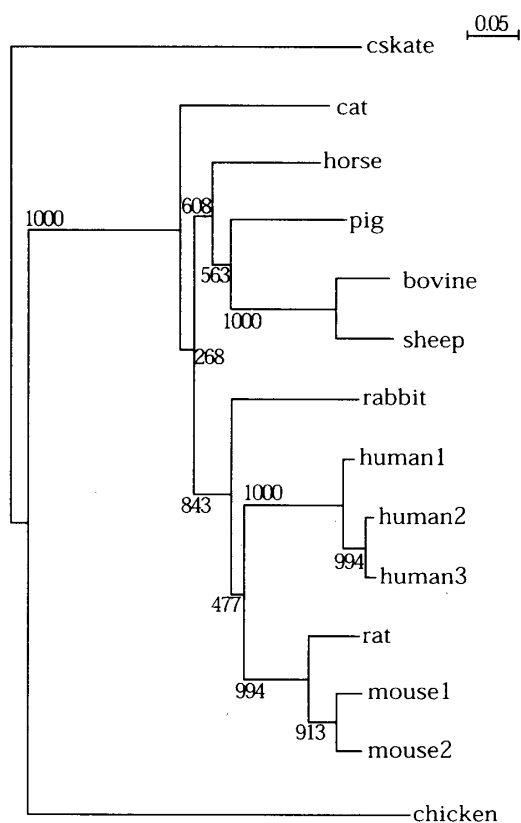 0.05
cskate
cat
horse
608
1000
pig
563
bovine
1000
sheep
268
rabbit
human1
1000
843
human2
994
human3
477
rat
994
mouse1
913
mouse2
chicken